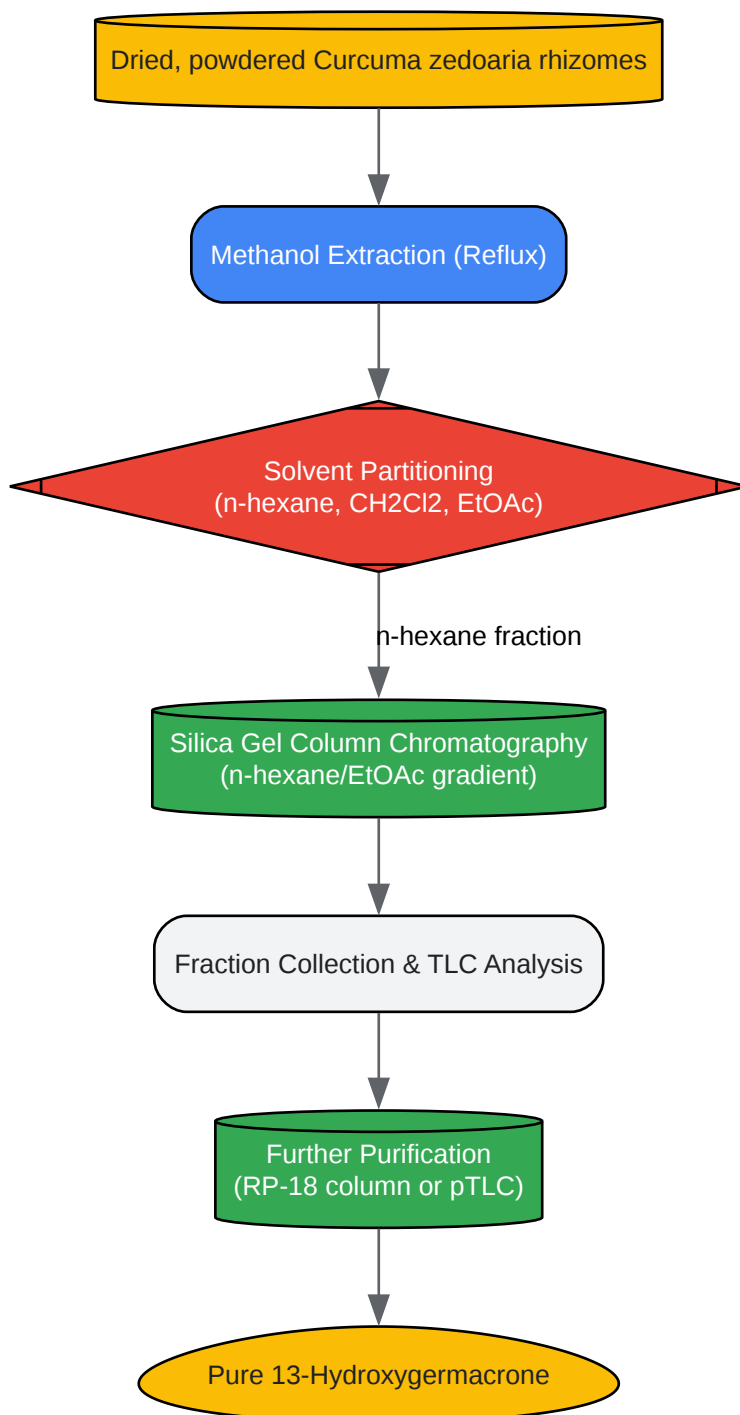 Dried, powdered Curcuma zedoaria rhizomes
Methanol Extraction (Reflux)
Solvent Partitioning
(n-hexane, CH2Cl2, EtOAc)
n-hexane fraction
Silica Gel Column Chromatography
(n-hexane/EtOAc gradient)
Fraction Collection & TLC Analysis
Further Purification
(RP-18 column or pTLC)
Pure 13-Hydroxygermacrone